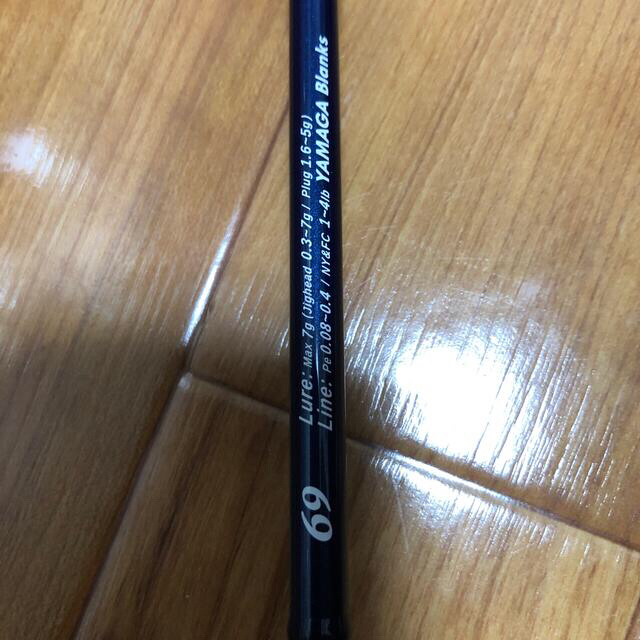 69
Lure: Max 7g (Jighead 0.3~7g / Plug 1.6~5g)
Line: PE 0.08~0.4 / NY&FC 1~4lb YAMAGA Blanks